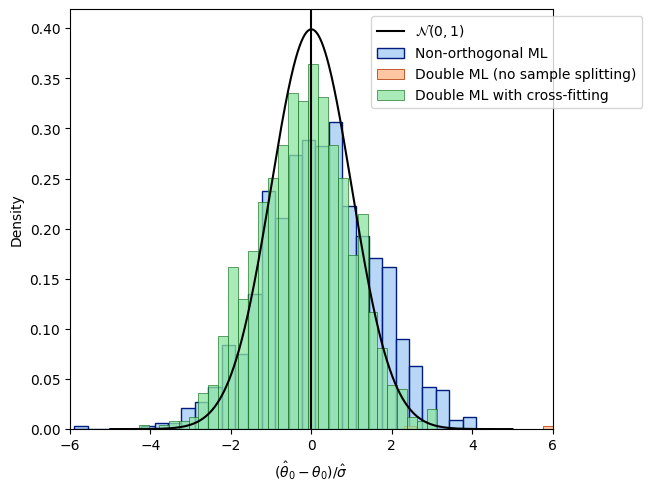 0.40
0.35
0.30
0.25
0.20
0.15
0.10
0.05
0.00
Density
−6
−4
−2
0
2
4
6
(θ̂₀ − θ₀)/σ̂
𝒩(0, 1)
Non-orthogonal ML
Double ML (no sample splitting)
Double ML with cross-fitting